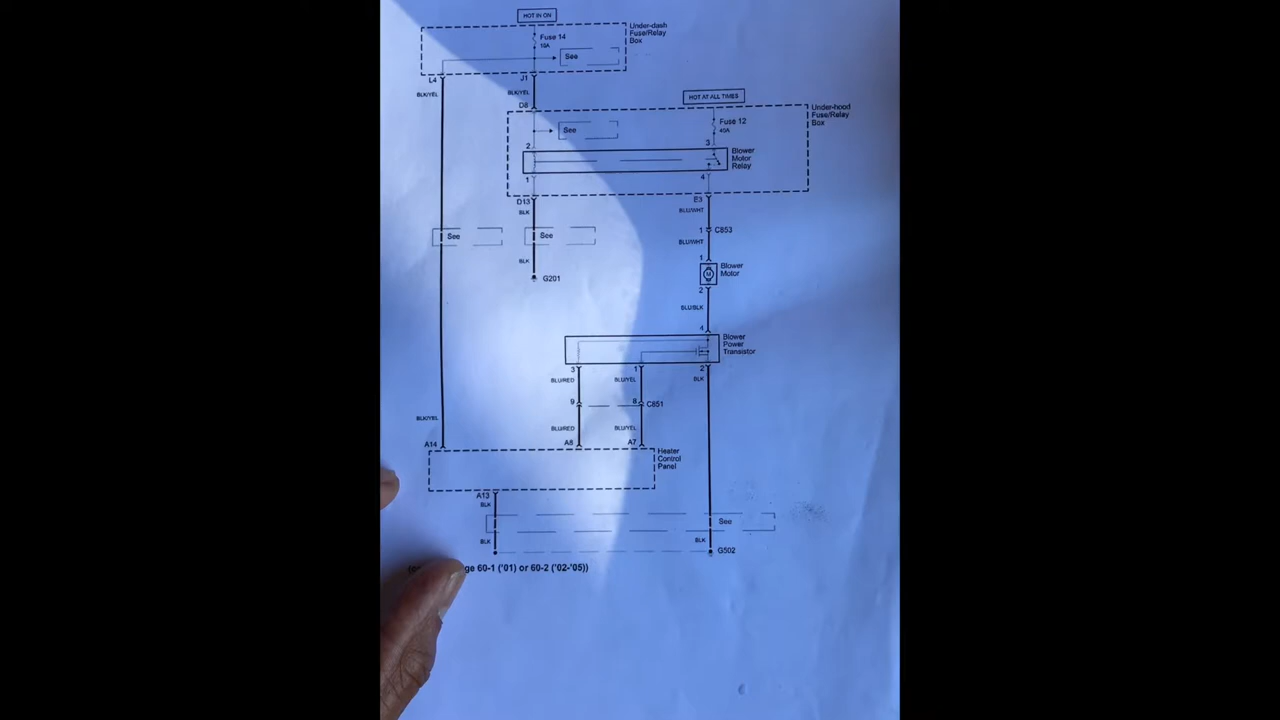 HOT IN ON
Under-dash
Fuse/Relay
Box
Fuse 14
10A
See
L4
J1
BLK/YEL
BLK/YEL
D8
HOT AT ALL TIMES
Under-hood
Fuse/Relay
Box
Fuse 12
40A
See
2
3
Blower
Motor
Relay
1
4
D13
E3
BLK
BLU/WHT
1
C853
See
See
BLU/WHT
BLK
1
Blower
Motor
M
G201
2
BLU/BLK
4
Blower
Power
Transistor
3
1
2
BLU/RED
BLU/YEL
BLK
9
8
C851
BLK/YEL
BLU/RED
BLU/YEL
A14
A8
A7
Heater
Control
Panel
A13
BLK
See
BLK
BLK
G502
ge 60-1 ('01) or 60-2 ('02-'05))